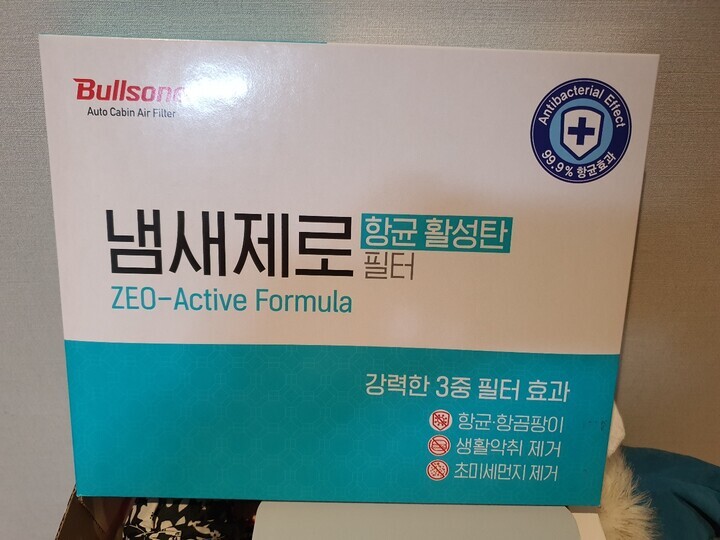 Bullsone
Auto Cabin Air Filter
Antibacterial Effect
99.9% 항균효과
냄새제로 항균 활성탄
필터
ZEO-Active Formula
강력한 3중 필터 효과
항균·항곰팡이
생활악취 제거
초미세먼지 제거